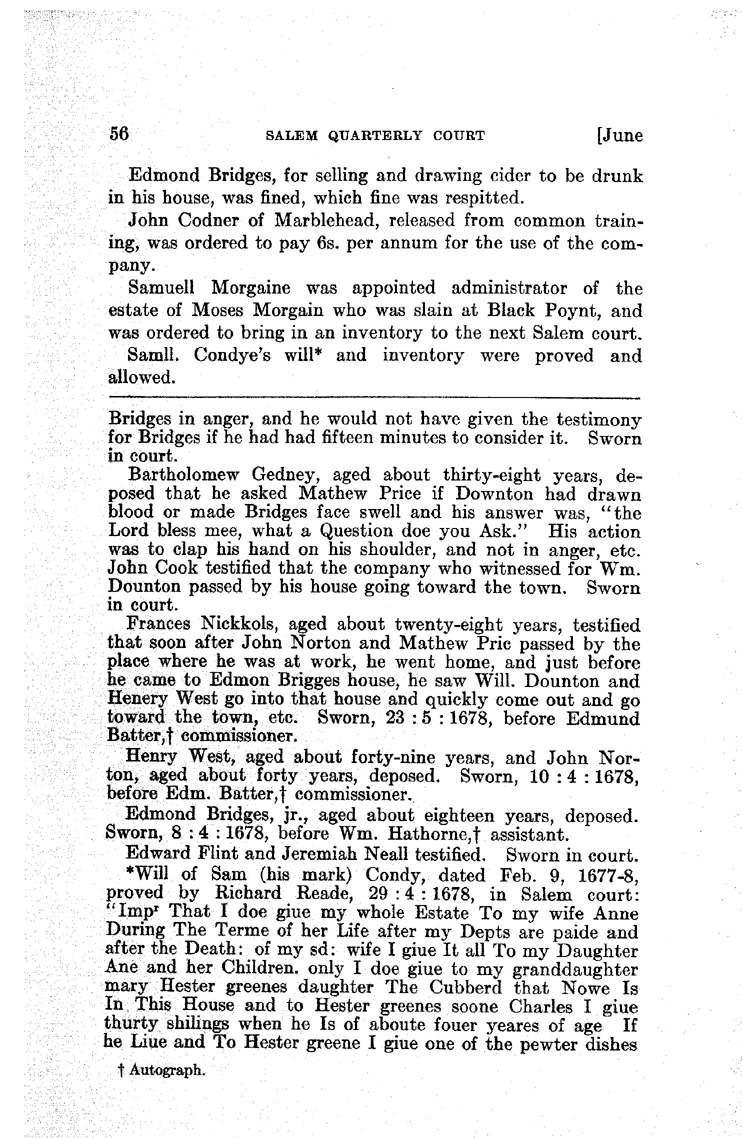 56 SALEM QUARTERLY COURT [June
Edmond Bridges, for selling and drawing cider to be drunk
in his house, was fined, which fine was respitted.
John Codner of Marblehead, released from common train-
ing, was ordered to pay 6s. per annum for the use of the com-
pany.
Samuell Morgaine was appointed administrator of the
estate of Moses Morgain who was slain at Black Poynt, and
was ordered to bring in an inventory to the next Salem court.
Samll. Condye's will* and inventory were proved and
allowed.
Bridges in anger, and he would not have given the testimony
for Bridges if he had had fifteen minutes to consider it. Sworn
in court.
Bartholomew Gedney, aged about thirty-eight years, de-
posed that he asked Mathew Price if Downton had drawn
blood or made Bridges face swell and his answer was, "the
Lord bless mee, what a Question doe you Ask." His action
was to clap his hand on his shoulder, and not in anger, etc.
John Cook testified that the company who witnessed for Wm.
Dounton passed by his house going toward the town. Sworn
in court.
Frances Nickkols, aged about twenty-eight years, testified
that soon after John Norton and Mathew Pric passed by the
place where he was at work, he went home, and just before
he came to Edmon Brigges house, he saw Will. Dounton and
Henery West go into that house and quickly come out and go
toward the town, etc. Sworn, 23 : 5 : 1678, before Edmund
Batter,† commissioner.
Henry West, aged about forty-nine years, and John Nor-
ton, aged about forty years, deposed. Sworn, 10 : 4 : 1678,
before Edm. Batter,† commissioner.
Edmond Bridges, jr., aged about eighteen years, deposed.
Sworn, 8 : 4 : 1678, before Wm. Hathorne,† assistant.
Edward Flint and Jeremiah Neall testified. Sworn in court.
*Will of Sam (his mark) Condy, dated Feb. 9, 1677-8,
proved by Richard Reade, 29 : 4 : 1678, in Salem court:
"Impʳ That I doe giue my whole Estate To my wife Anne
During The Terme of her Life after my Depts are paide and
after the Death: of my sd: wife I giue It all To my Daughter
Ane and her Children. only I doe giue to my granddaughter
mary Hester greenes daughter The Cubberd that Nowe Is
In This House and to Hester greenes soone Charles I giue
thurty shilings when he Is of aboute fouer yeares of age If
he Liue and To Hester greene I giue one of the pewter dishes
† Autograph.